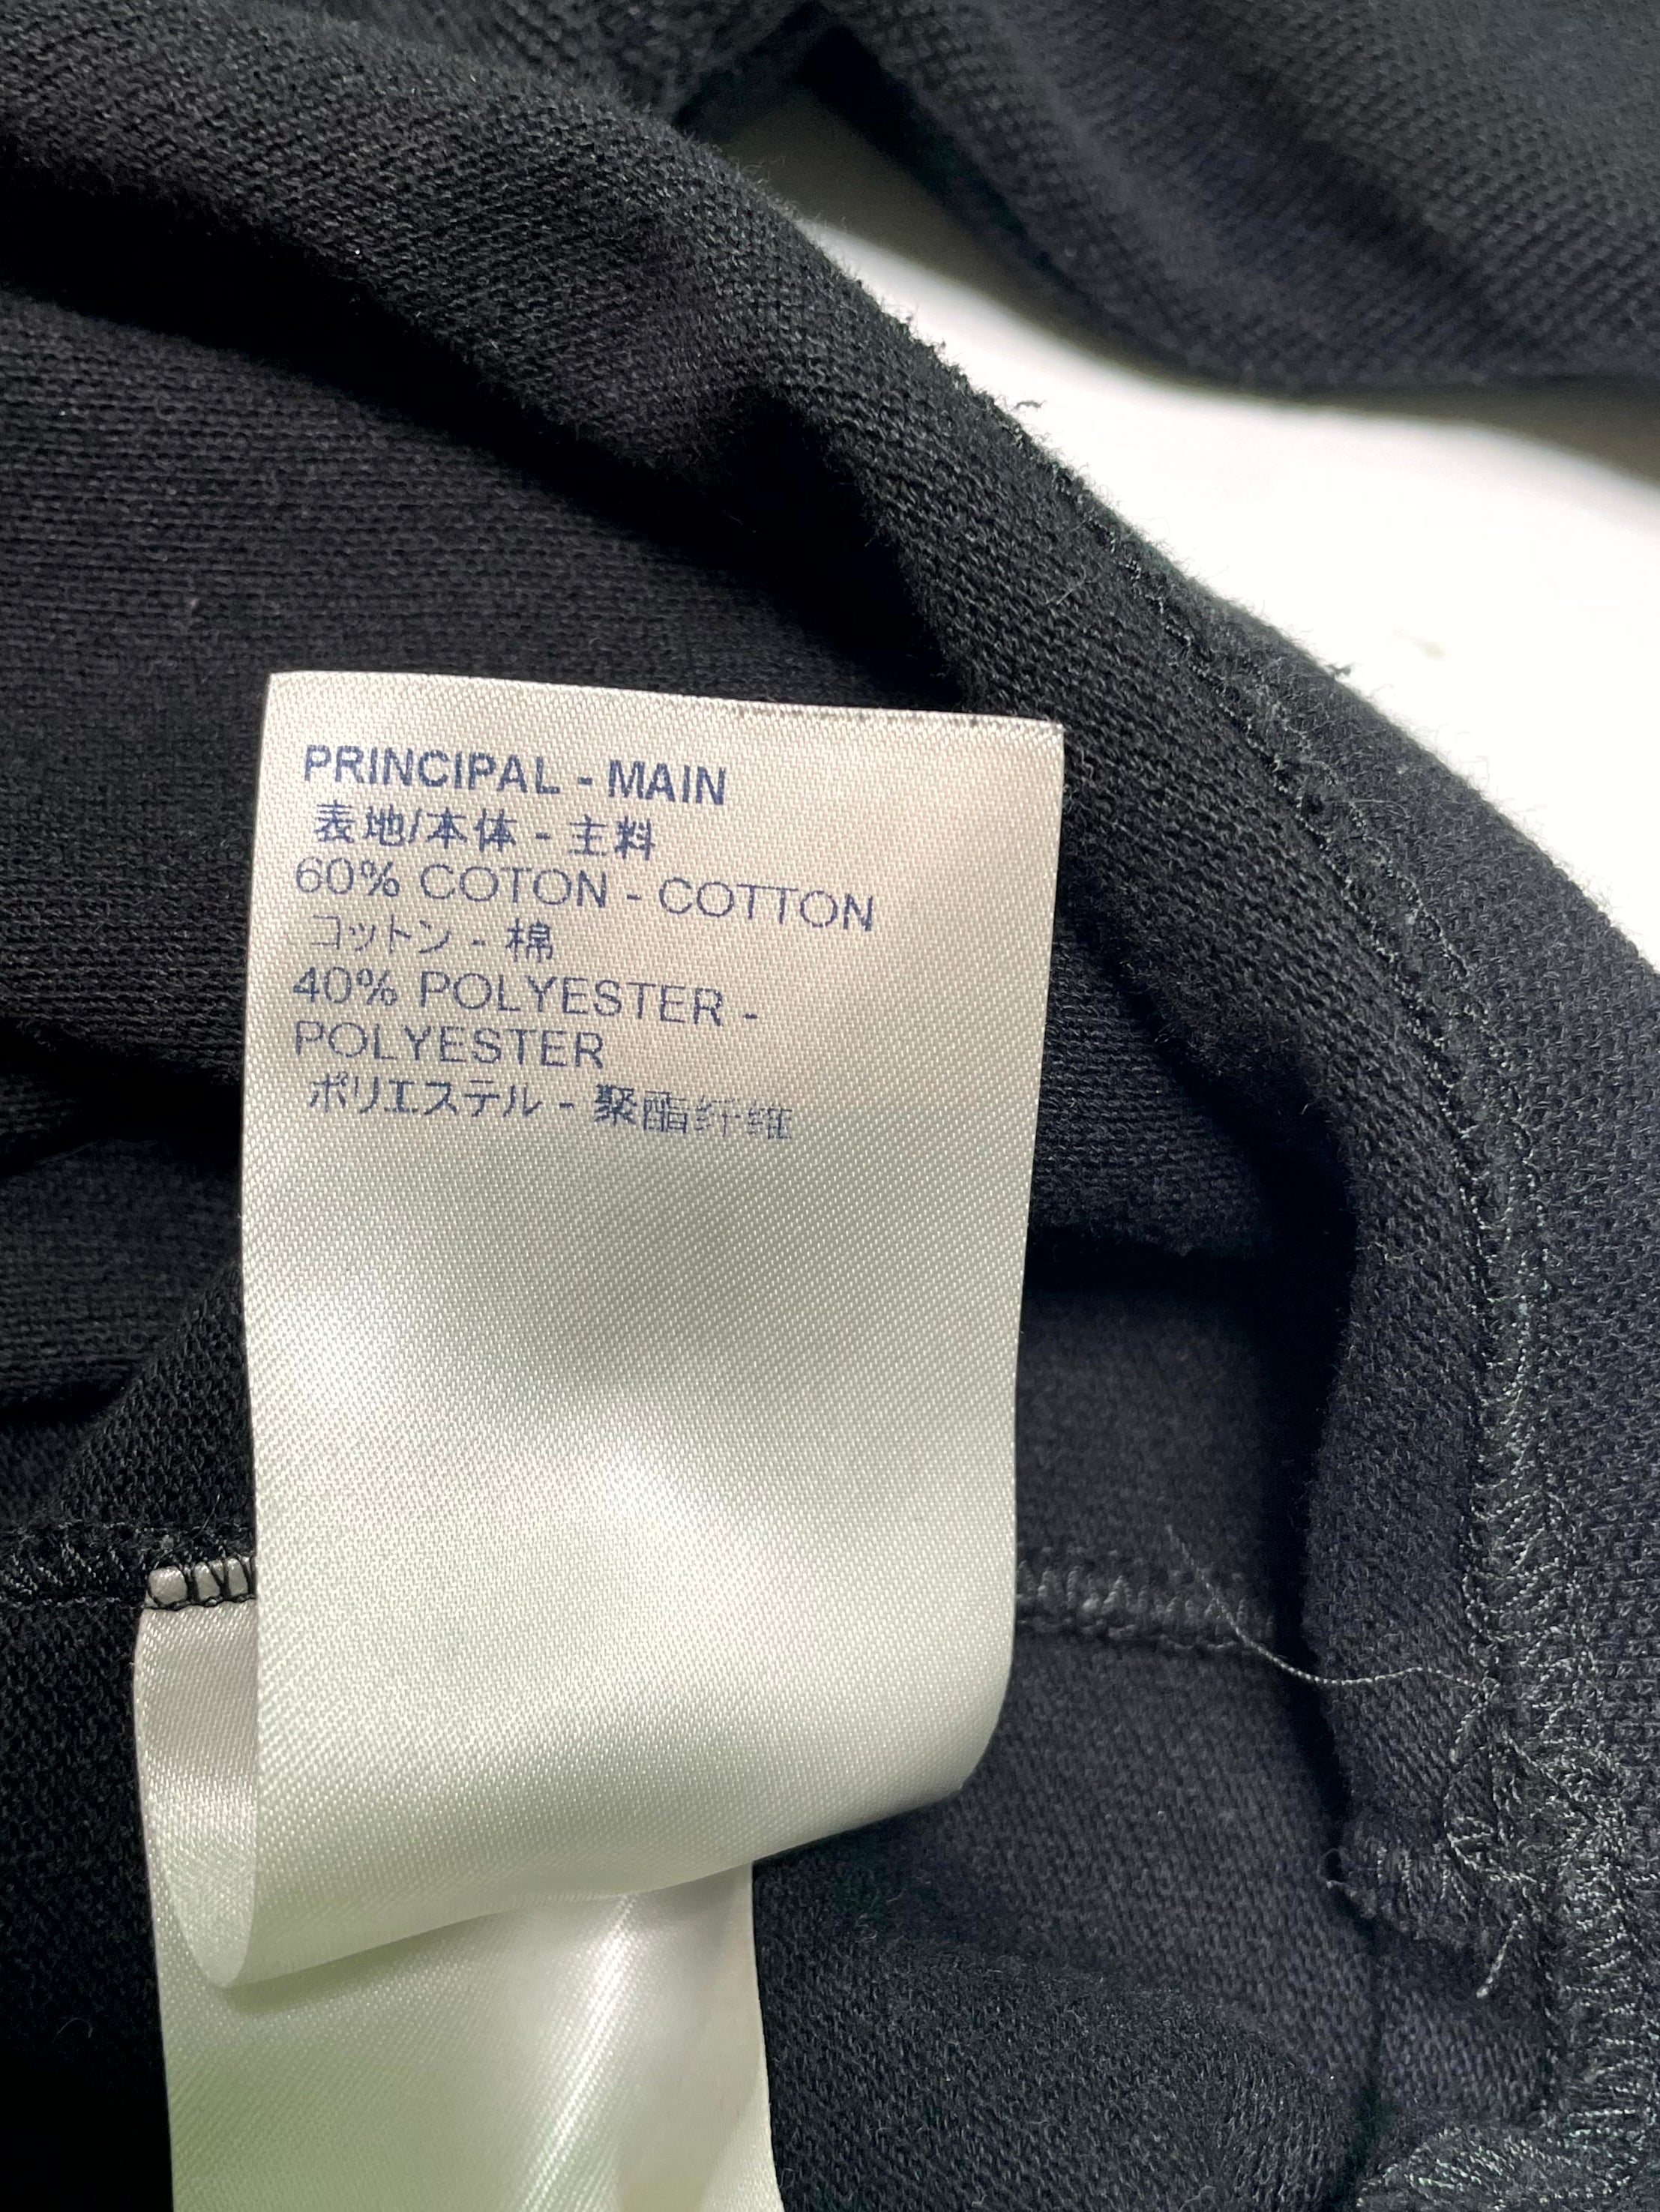 PRINCIPAL - MAIN
表地/本体 - 主料
60% COTON - COTTON
コットン - 棉
40% POLYESTER -
POLYESTER
ポリエステル - 聚酯纤维